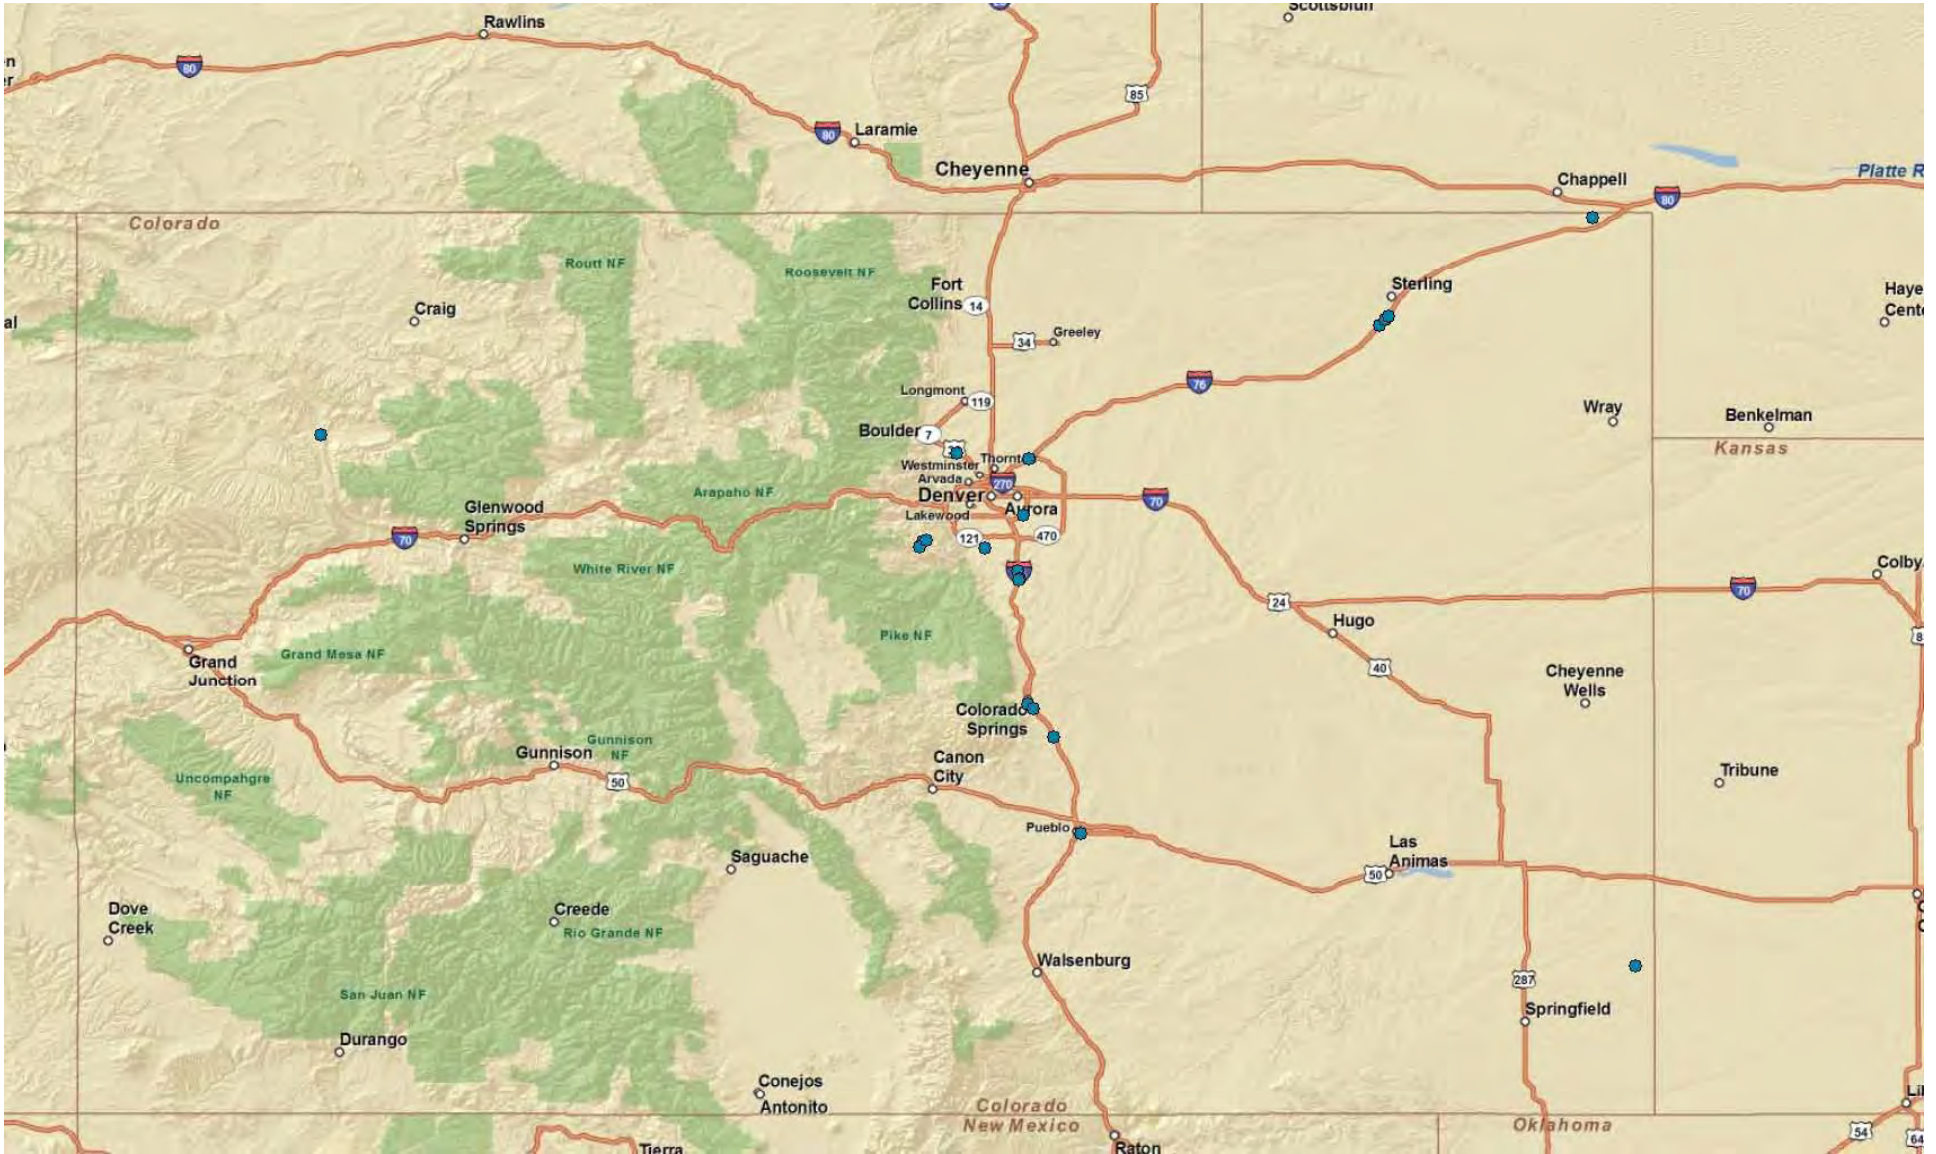 Rawlins
Scottsbluff
80
85
80
Laramie
Cheyenne
Chappell
Platte R
80
Colorado
Routt NF
Roosevelt NF
Fort
Collins
14
Sterling
Craig
Haye
Cente
al
34
Greeley
76
Longmont
119
Boulder
7
Wray
Benkelman
Kansas
Westminster
Thornt
Arvada
270
Arapaho NF
Denver
70
Glenwood
Springs
Lakewood
Aurora
70
121
470
White River NF
Colby
70
24
Hugo
Pike NF
Grand Mesa NF
Grand
Junction
40
Cheyenne
Wells
Colorado
Springs
Gunnison
NF
Gunnison
50
Canon
City
Uncompahgre
NF
Tribune
Pueblo
Las
Animas
50
Saguache
Dove
Creek
Creede
Rio Grande NF
Walsenburg
287
San Juan NF
Springfield
Durango
Conejos
Antonito
Colorado
New Mexico
Oklahoma
Lil
54
64
Tierra
Raton